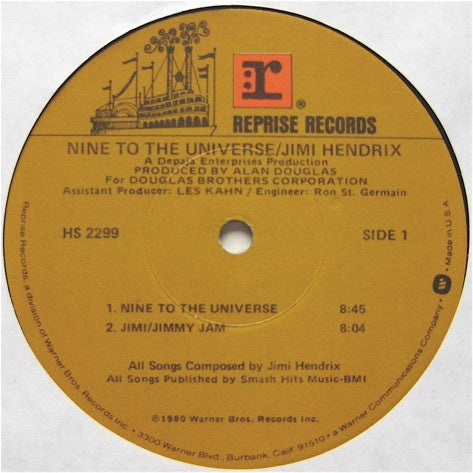 r
®
REPRISE RECORDS
NINE TO THE UNIVERSE/JIMI HENDRIX
A Depaja Enterprises Production
PRODUCED BY ALAN DOUGLAS
For DOUGLAS BROTHERS CORPORATION
Assistant Producer: LES KAHN / Engineer: Ron St. Germain
HS 2299
SIDE 1
1. NINE TO THE UNIVERSE 8:45
2. JIMI/JIMMY JAM 8:04
All Songs Composed by Jimi Hendrix
All Songs Published by Smash Hits Music-BMI
©1980 Warner Bros. Records Inc.
Reprise Records, a division of Warner Bros. Records Inc. • 3300 Warner Blvd., Burbank, Calif. 91510 • a Warner Communications Company • Made in U.S.A.